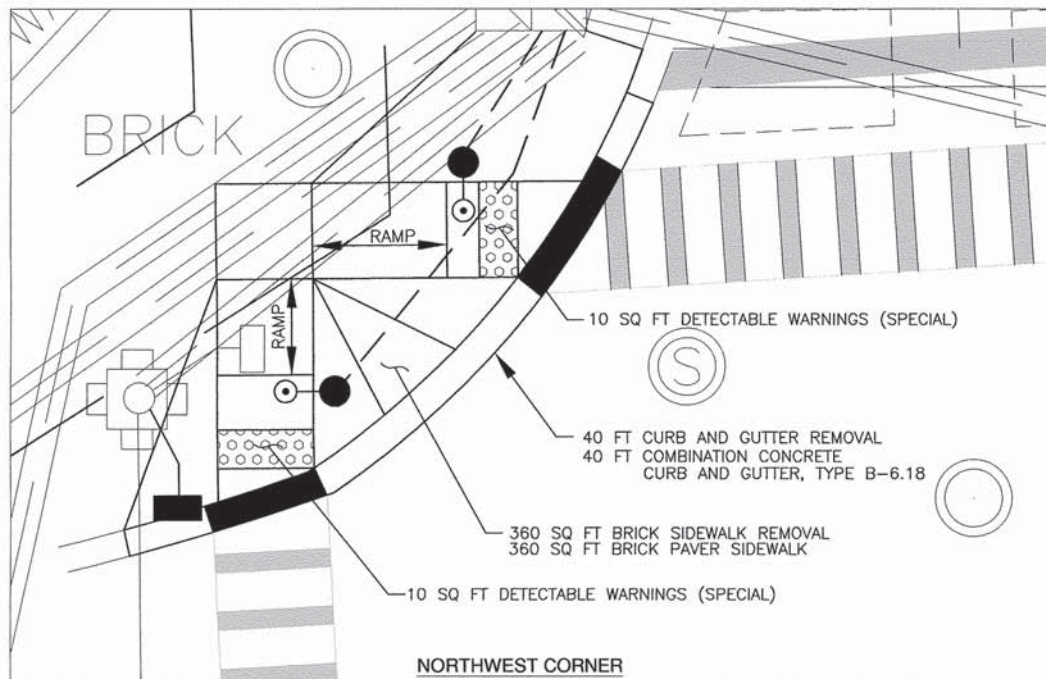 BRICK
RAMP
RAMP
10 SQ FT DETECTABLE WARNINGS (SPECIAL)
S
40 FT CURB AND GUTTER REMOVAL
40 FT COMBINATION CONCRETE
CURB AND GUTTER, TYPE B-6.18
360 SQ FT BRICK SIDEWALK REMOVAL
360 SQ FT BRICK PAVER SIDEWALK
10 SQ FT DETECTABLE WARNINGS (SPECIAL)
NORTHWEST CORNER